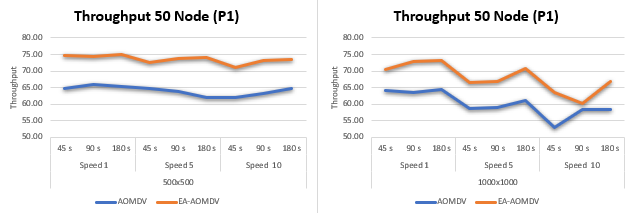 Throughput 50 Node (P1)
80.00
75.00
70.00
65.00
60.00
55.00
50.00
Throughput
45 s 90 s 180 s 45 s 90 s 180 s 45 s 90 s 180 s
Speed 1 Speed 5 Speed 10
500x500
AOMDV EA-AOMDV
Throughput 50 Node (P1)
80.00
75.00
70.00
65.00
60.00
55.00
50.00
Throughput
45 s 90 s 180 s 45 s 90 s 180 s 45 s 90 s 180 s
Speed 1 Speed 5 Speed 10
1000x1000
AOMDV EA-AOMDV